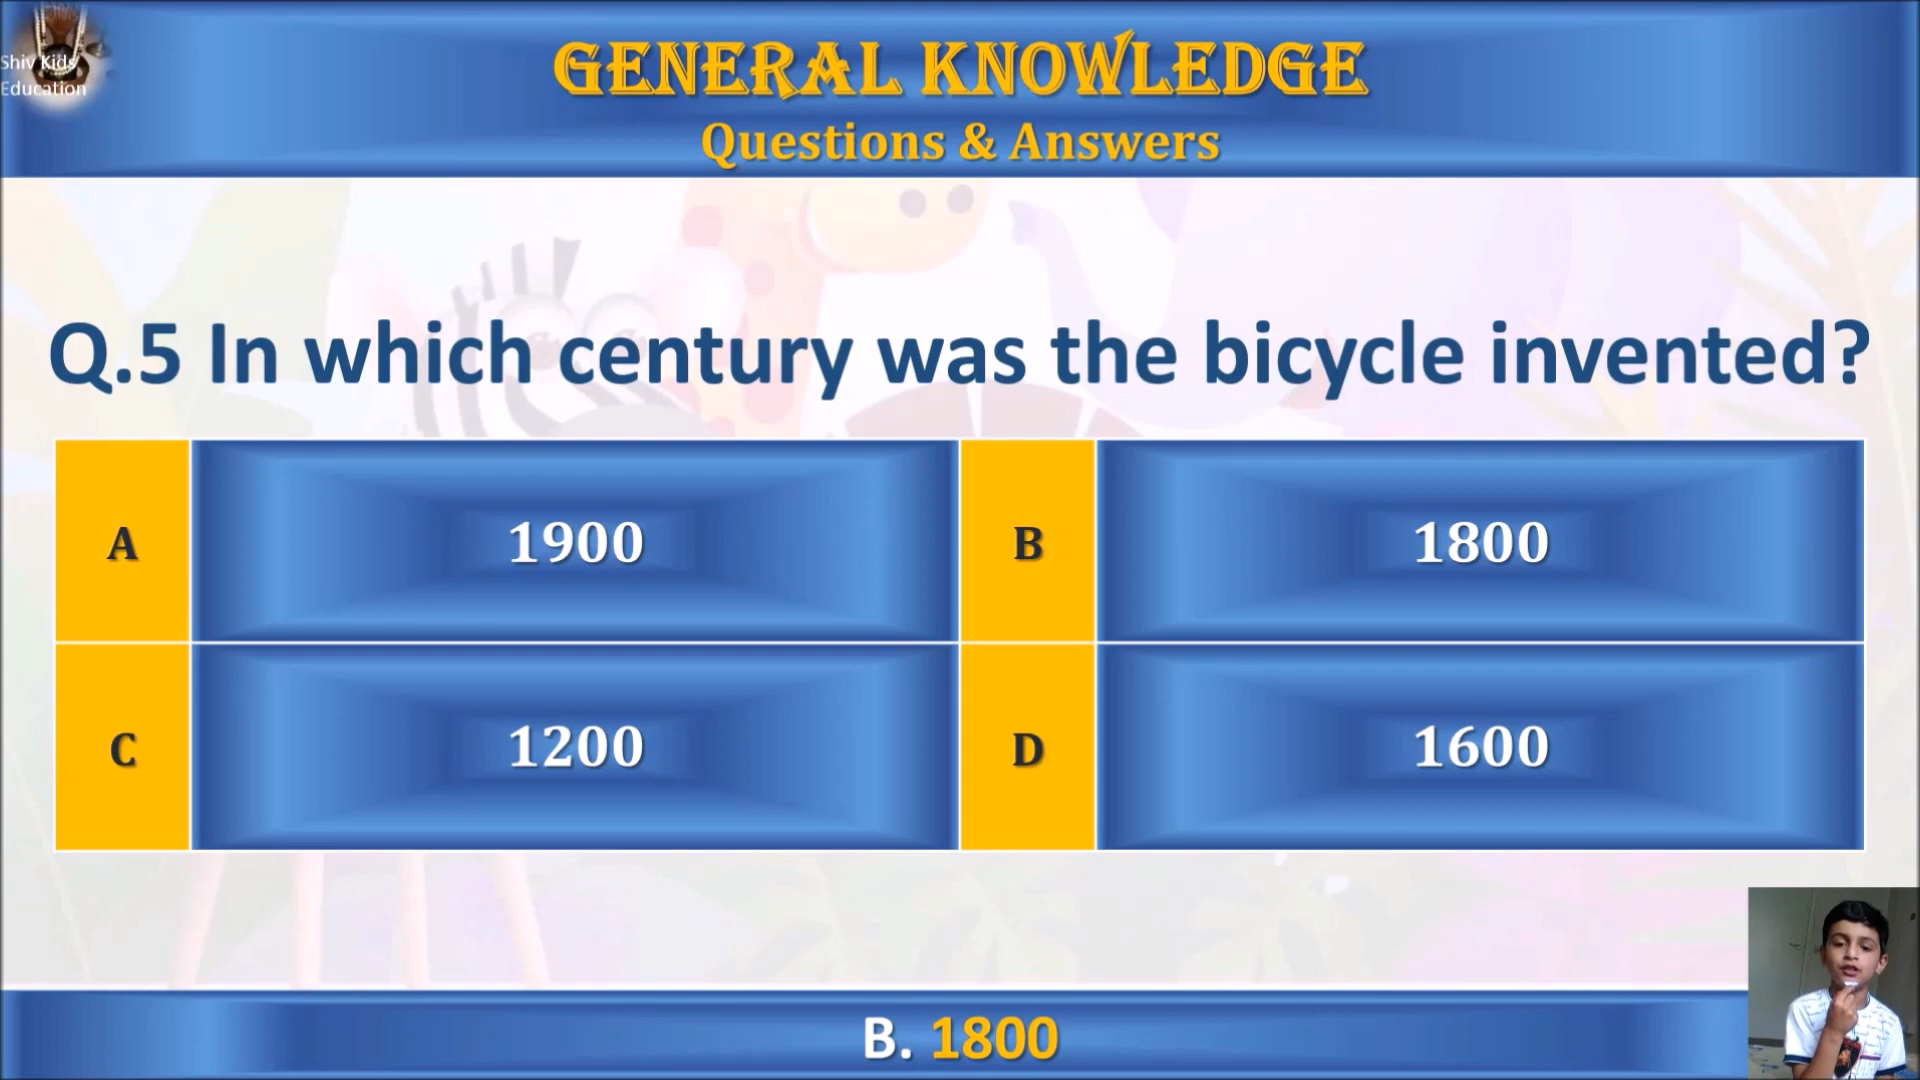 Shiv Kids
Education
GENERAL KNOWLEDGE
Questions & Answers
Q.5 In which century was the bicycle invented?
A
1900
B
1800
C
1200
D
1600
B. 1800